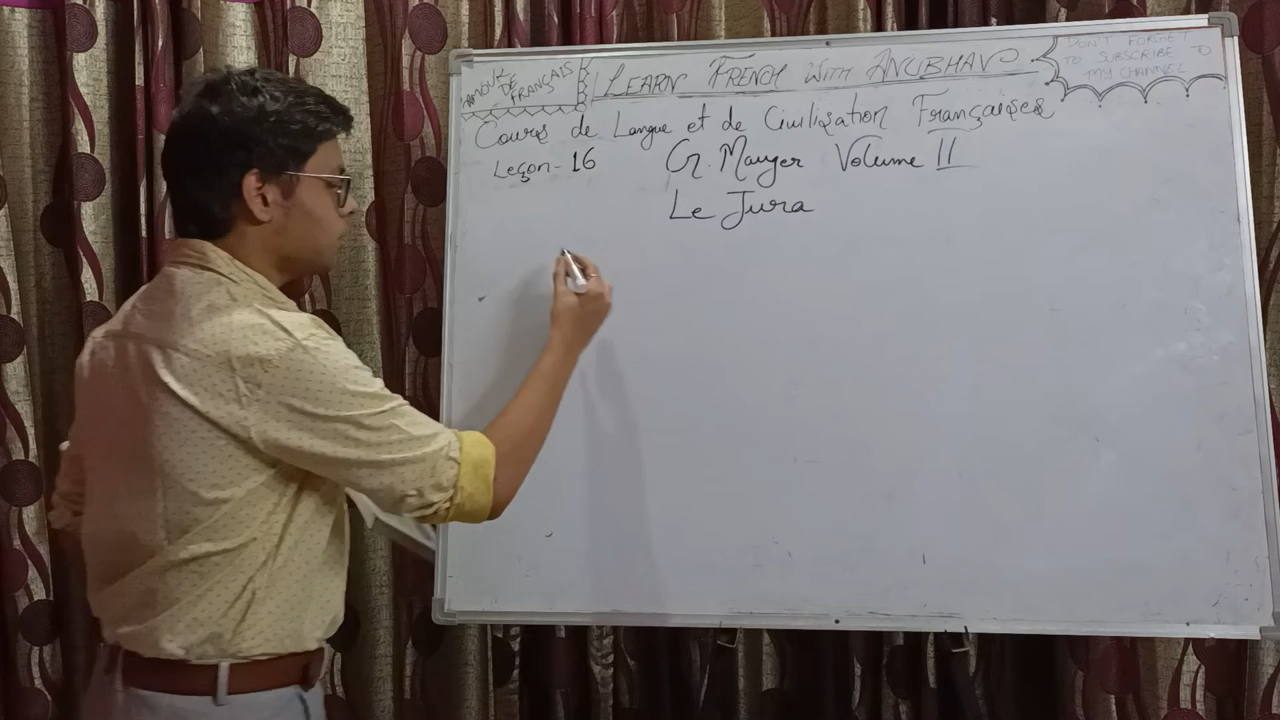 AMOUR
DE
FRANÇAIS
LEARN FRENCH WITH ANUBHAV
DON'T FORGET
TO SUBSCRIBE TO
MY CHANNEL
Cours de Langue et de Civilisation Françaises
Leçon-16
G. Mauger Volume II
Le Jura